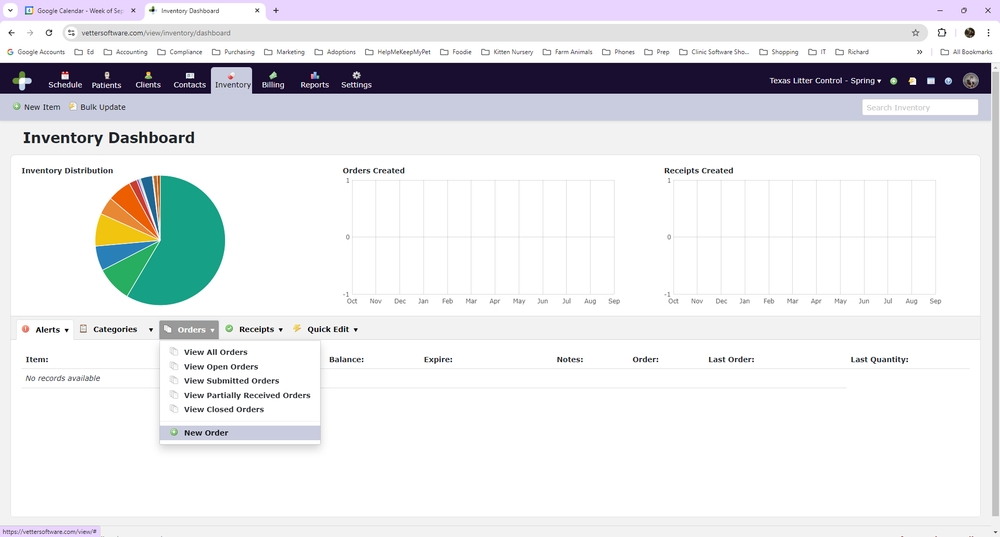 Google Calendar - Week of Sep
Inventory Dashboard
vettersoftware.com/view/inventory/dashboard
Google Accounts Ed Accounting Compliance Purchasing Marketing Adoptions HelpMeKeepMyPet Foodie Kitten Nursery Farm Animals Phones Prep Clinic Software Sho... Shopping IT Richard » All Bookmarks
Schedule Patients Clients Contacts Inventory Billing Reports Settings
Texas Litter Control - Spring
New Item Bulk Update
Search Inventory
Inventory Dashboard
Inventory Distribution
Orders Created
1
0
-1
Oct Nov Dec Jan Feb Mar Apr May Jun Jul Aug Sep
Receipts Created
1
0
-1
Oct Nov Dec Jan Feb Mar Apr May Jun Jul Aug Sep
Alerts Categories Orders Receipts Quick Edit
View All Orders
View Open Orders
View Submitted Orders
View Partially Received Orders
View Closed Orders
New Order
Item: Balance: Expire: Notes: Order: Last Order: Last Quantity:
No records available
https://vettersoftware.com/view/#